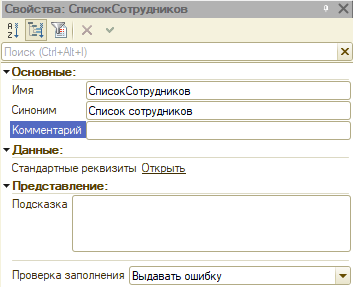 Свойства: СписокСотрудников
Поиск (Ctrl+Alt+I)
Основные:
Имя СписокСотрудников
Синоним Список сотрудников
Комментарий
Данные:
Стандартные реквизиты Открыть
Представление:
Подсказка
Проверка заполнения Выдавать ошибку